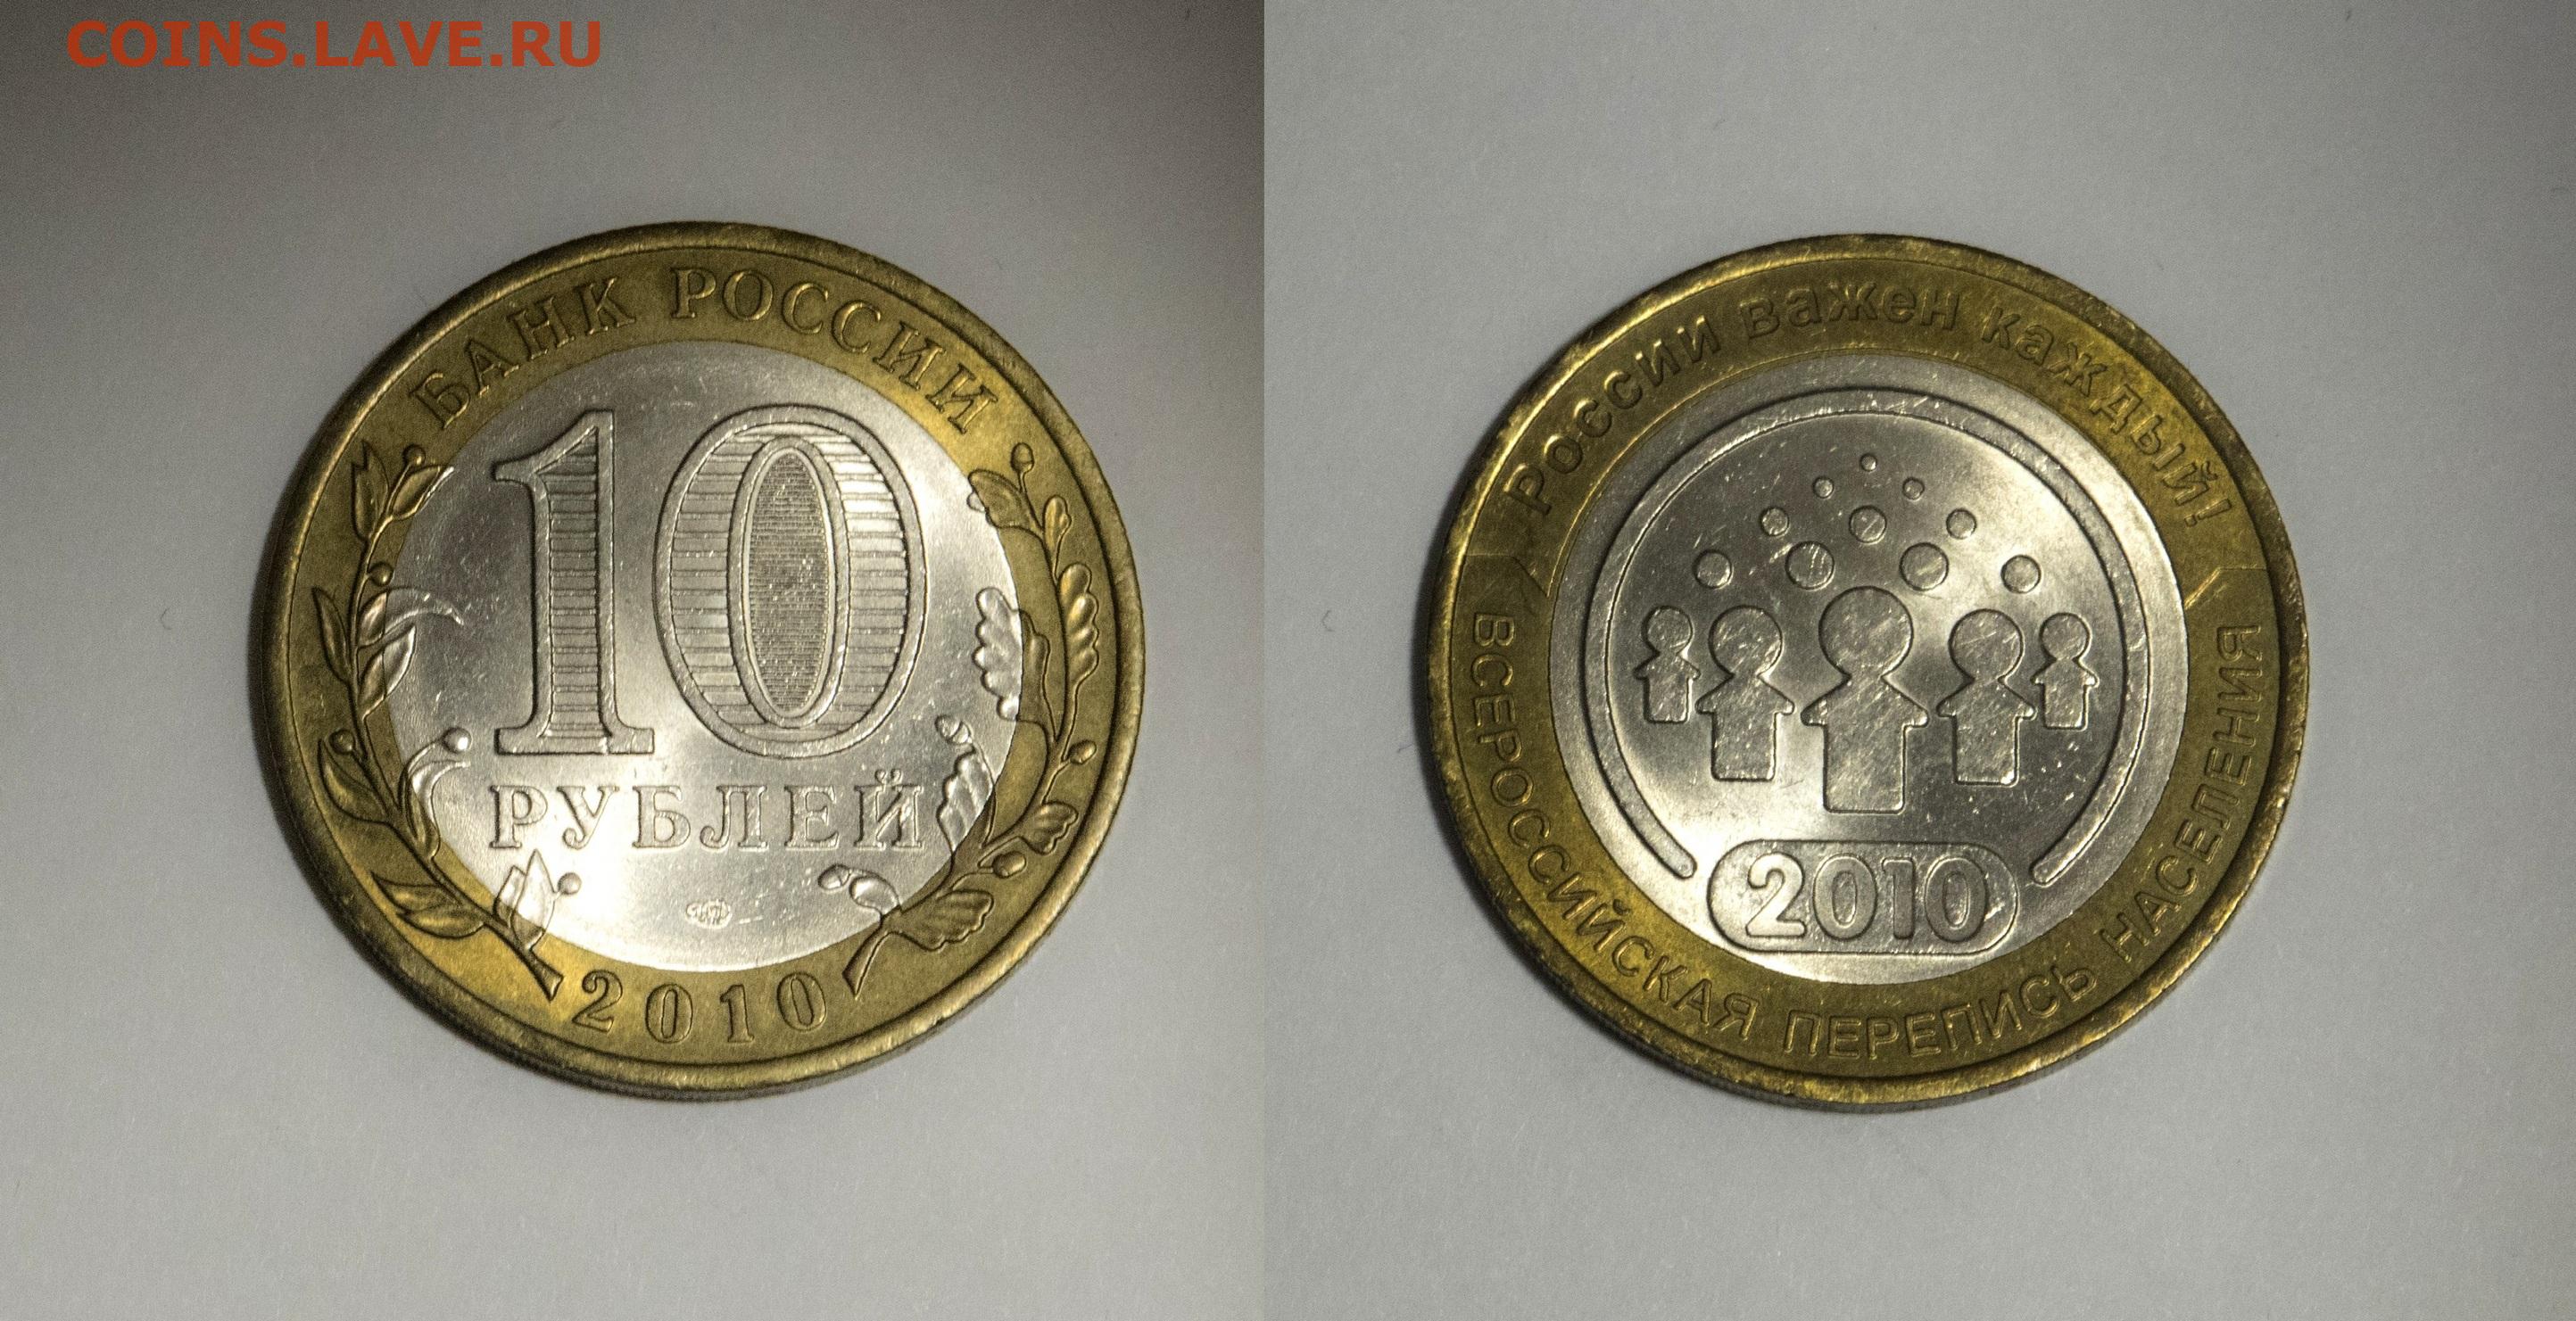 COINS.LAVE.RU
БАНК РОССИИ
10
РУБЛЕЙ
2010
России важен каждый!
2010
ВСЕРОССИЙСКАЯ ПЕРЕПИСЬ НАСЕЛЕНИЯ